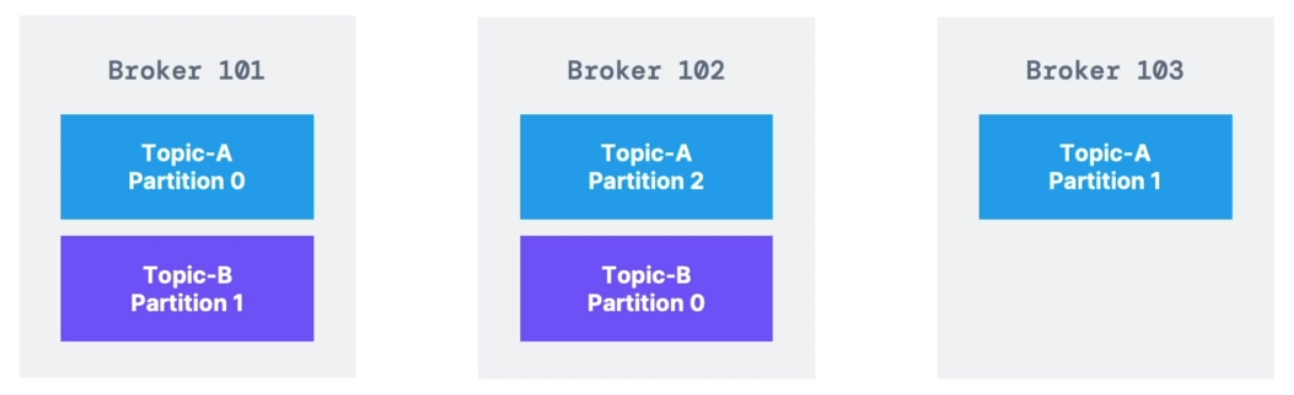 Broker 101
Topic-A
Partition 0
Topic-B
Partition 1
Broker 102
Topic-A
Partition 2
Topic-B
Partition 0
Broker 103
Topic-A
Partition 1